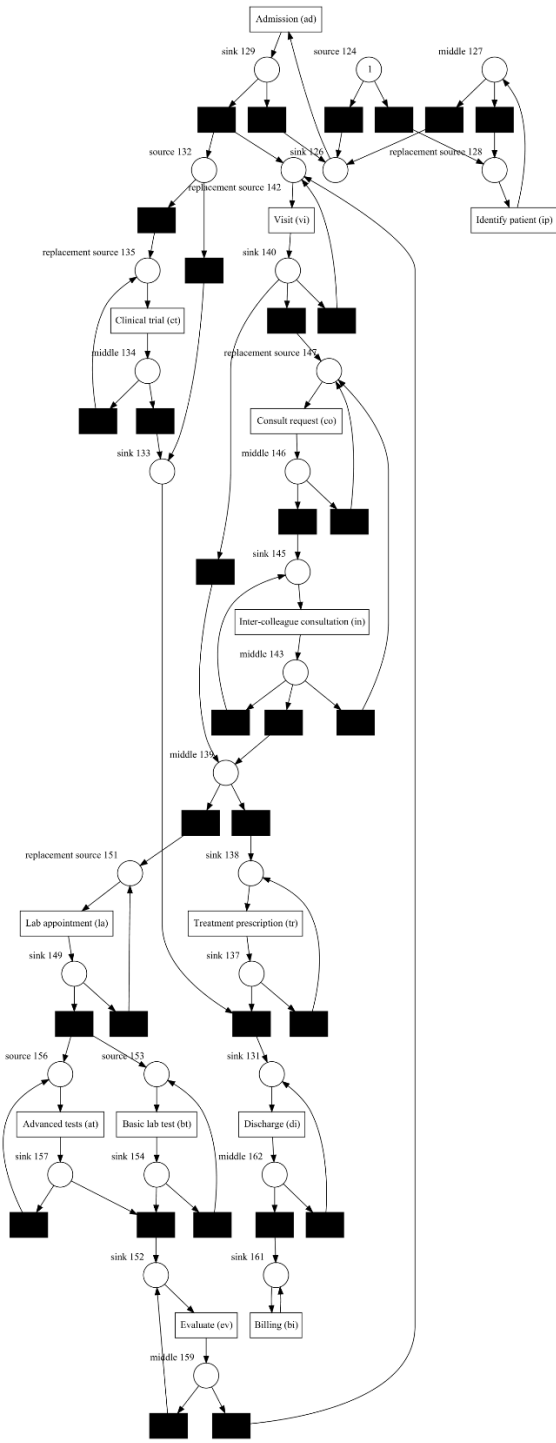 Admission (ad)
sink 129
source 124
middle 127
1
source 132
sink 126
replacement source 128
replacement source 142
Visit (vi)
Identify patient (ip)
replacement source 135
sink 140
Clinical trial (ct)
middle 134
replacement source 147
Consult request (co)
sink 133
middle 146
sink 145
Inter-colleague consultation (in)
middle 143
middle 139
replacement source 151
sink 138
Lab appointment (la)
Treatment prescription (tr)
sink 149
sink 137
source 156
source 153
sink 131
Advanced tests (at)
Basic lab test (bt)
Discharge (di)
sink 157
sink 154
middle 162
sink 152
sink 161
Evaluate (ev)
Billing (bi)
middle 159